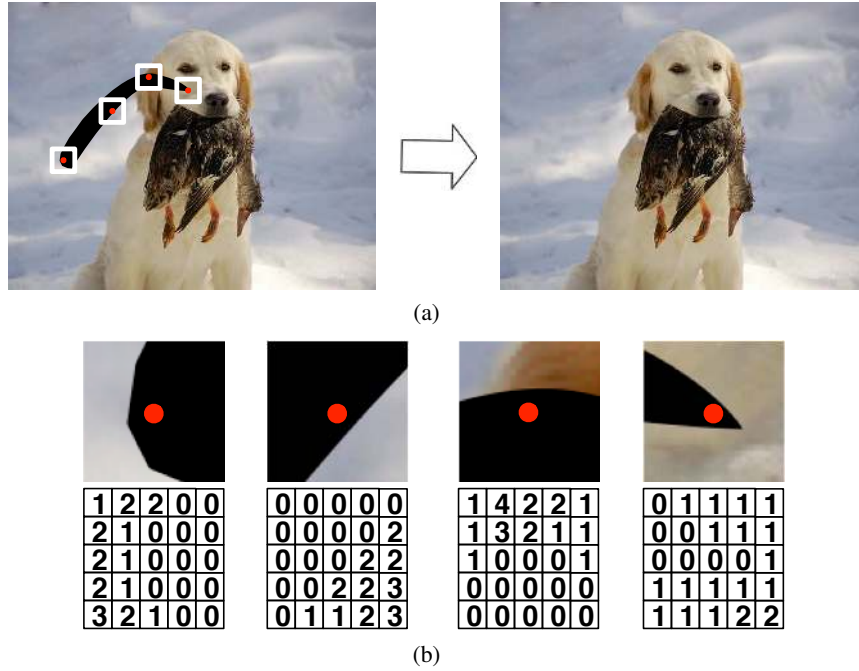 (a)
1 2 2 0 0
2 1 0 0 0
2 1 0 0 0
2 1 0 0 0
3 2 1 0 0
0 0 0 0 0
0 0 0 0 2
0 0 0 2 2
0 0 2 2 3
0 1 1 2 3
1 4 2 2 1
1 3 2 1 1
1 0 0 0 1
0 0 0 0 0
0 0 0 0 0
0 1 1 1 1
0 0 1 1 1
0 0 0 0 1
1 1 1 1 1
1 1 1 2 2
(b)